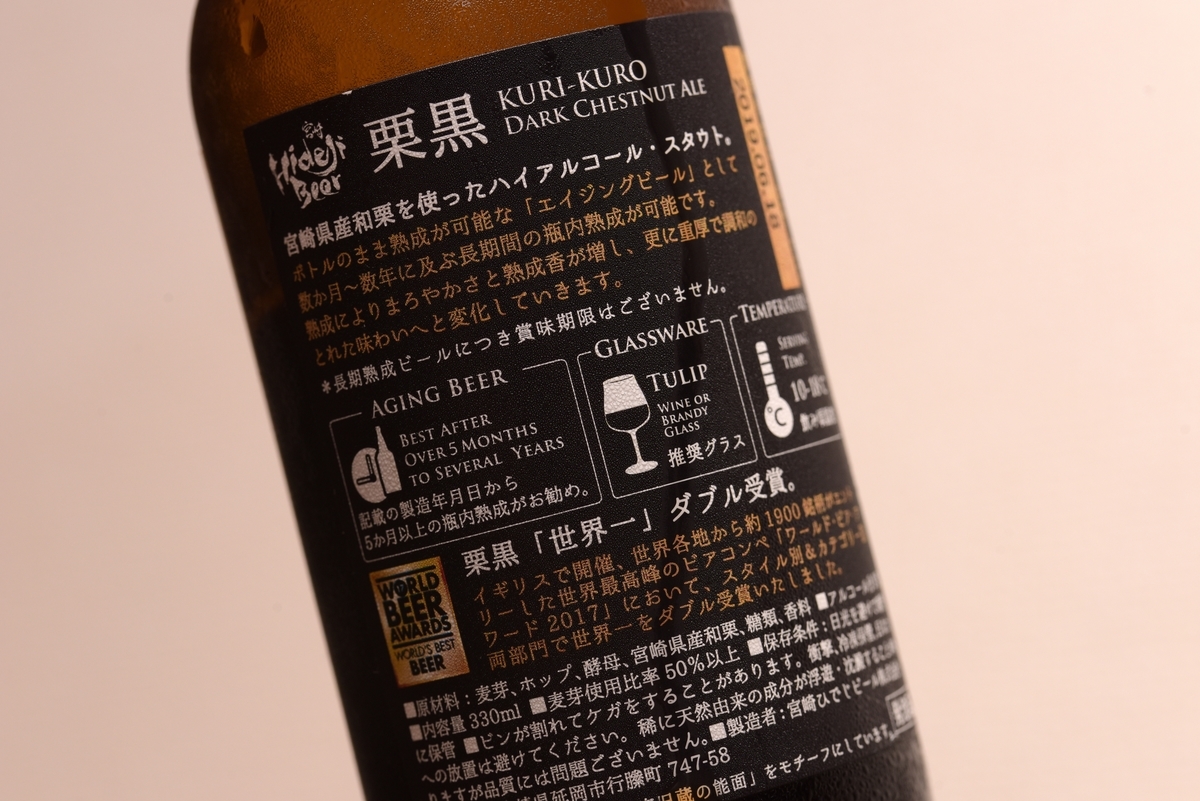 宮崎
Hideji
Beer
栗黒
KURI-KURO
DARK CHESTNUT ALE
2019.06.18
宮崎県産和栗を使ったハイアルコール・スタウト。
ボトルのまま熟成が可能な「エイジングビール」として
数か月～数年に及ぶ長期間の瓶内熟成が可能です。
熟成によりまろやかさと熟成香が増し、更に重厚で調和の
とれた味わいへと変化していきます。
*長期熟成ビールにつき賞味期限はございません。
AGING BEER
BEST AFTER
OVER 5 MONTHS
TO SEVERAL YEARS
記載の製造年月日から
5か月以上の瓶内熟成がお勧め。
GLASSWARE
TULIP
WINE OR
BRANDY
GLASS
推奨グラス
TEMPERATURE
SERVING
TEMP.
℃
10-18℃
栗黒「世界一」ダブル受賞。
イギリスで開催、世界各地から約1900銘柄がエント
リーした世界最高峰のビアコンペ「ワールド・ビア・ア
ワード 2017」において、スタイル別&カテゴリー別
両部門で世界一をダブル受賞いたしました。
WORLD
BEER
AWARDS
WORLD'S BEST
BEER
■原材料：麦芽、ホップ、酵母、宮崎県産和栗、糖類、香料 ■アルコール
■内容量 330ml ■麦芽使用比率 50%以上 ■保存条件：日光を避けて
に保管 ■ビンが割れてケガをすることがあります。衝撃、冷凍
への放置は避けてください。稀に天然由来の成分が浮遊・沈殿すること
りますが品質には問題ございません。■製造者：宮崎ひでじビール株式
県延岡市行縢町 747-58
蔵の能面」をモチーフにしています。